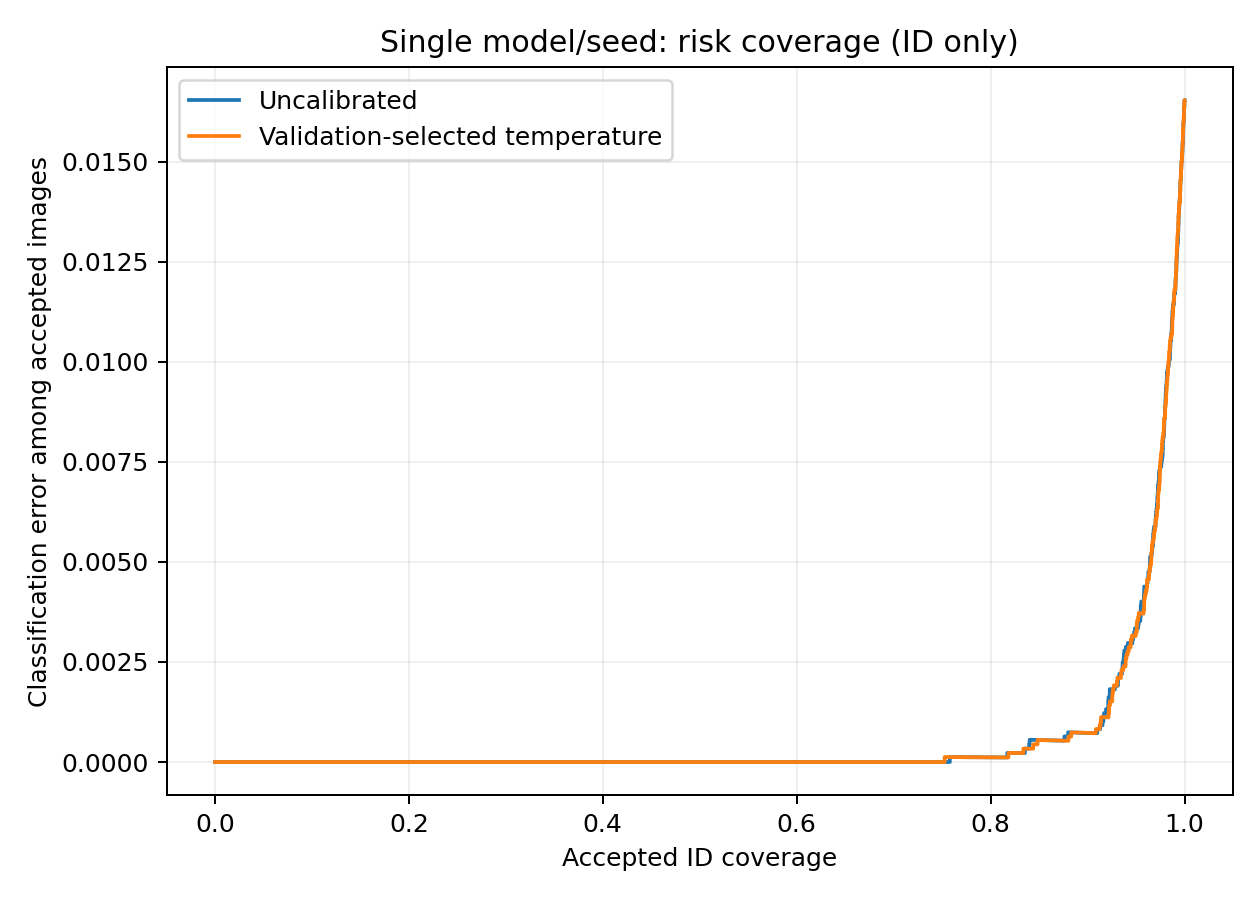 Single model/seed: risk coverage (ID only)
Uncalibrated
Validation-selected temperature
Classification error among accepted images
0.0150
0.0125
0.0100
0.0075
0.0050
0.0025
0.0000
0.0 0.2 0.4 0.6 0.8 1.0
Accepted ID coverage